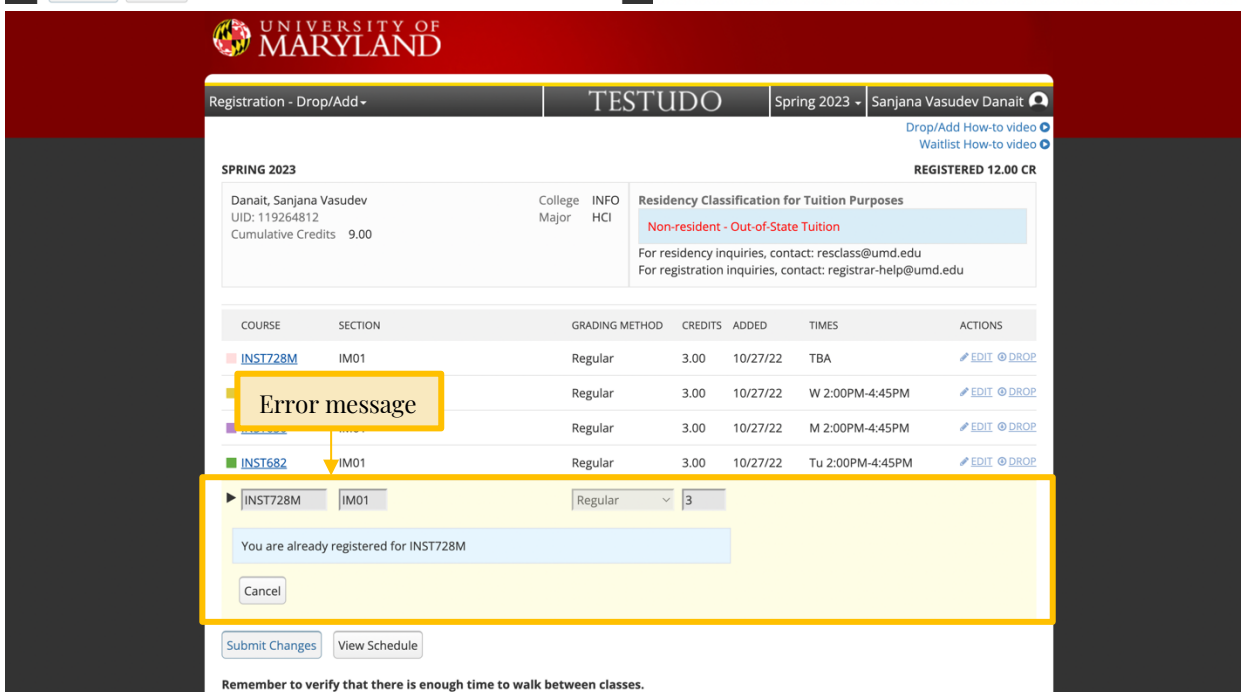 UNIVERSITY OF
MARYLAND
Registration - Drop/Add TESTUDO Spring 2023 Sanjana Vasudev Danait
Drop/Add How-to video
Waitlist How-to video
SPRING 2023 REGISTERED 12.00 CR
Danait, Sanjana Vasudev College INFO Residency Classification for Tuition Purposes
UID: 119264812 Major HCI
Non-resident - Out-of-State Tuition
Cumulative Credits 9.00
For residency inquiries, contact: resclass@umd.edu
For registration inquiries, contact: registrar-help@umd.edu
COURSE SECTION GRADING METHOD CREDITS ADDED TIMES ACTIONS
INST728M IM01 Regular 3.00 10/27/22 TBA EDIT DROP
Regular 3.00 10/27/22 W 2:00PM-4:45PM EDIT DROP
Error message
Regular 3.00 10/27/22 M 2:00PM-4:45PM EDIT DROP
INST682 IM01 Regular 3.00 10/27/22 Tu 2:00PM-4:45PM EDIT DROP
INST728M IM01 Regular 3
You are already registered for INST728M
Cancel
Submit Changes View Schedule
Remember to verify that there is enough time to walk between classes.